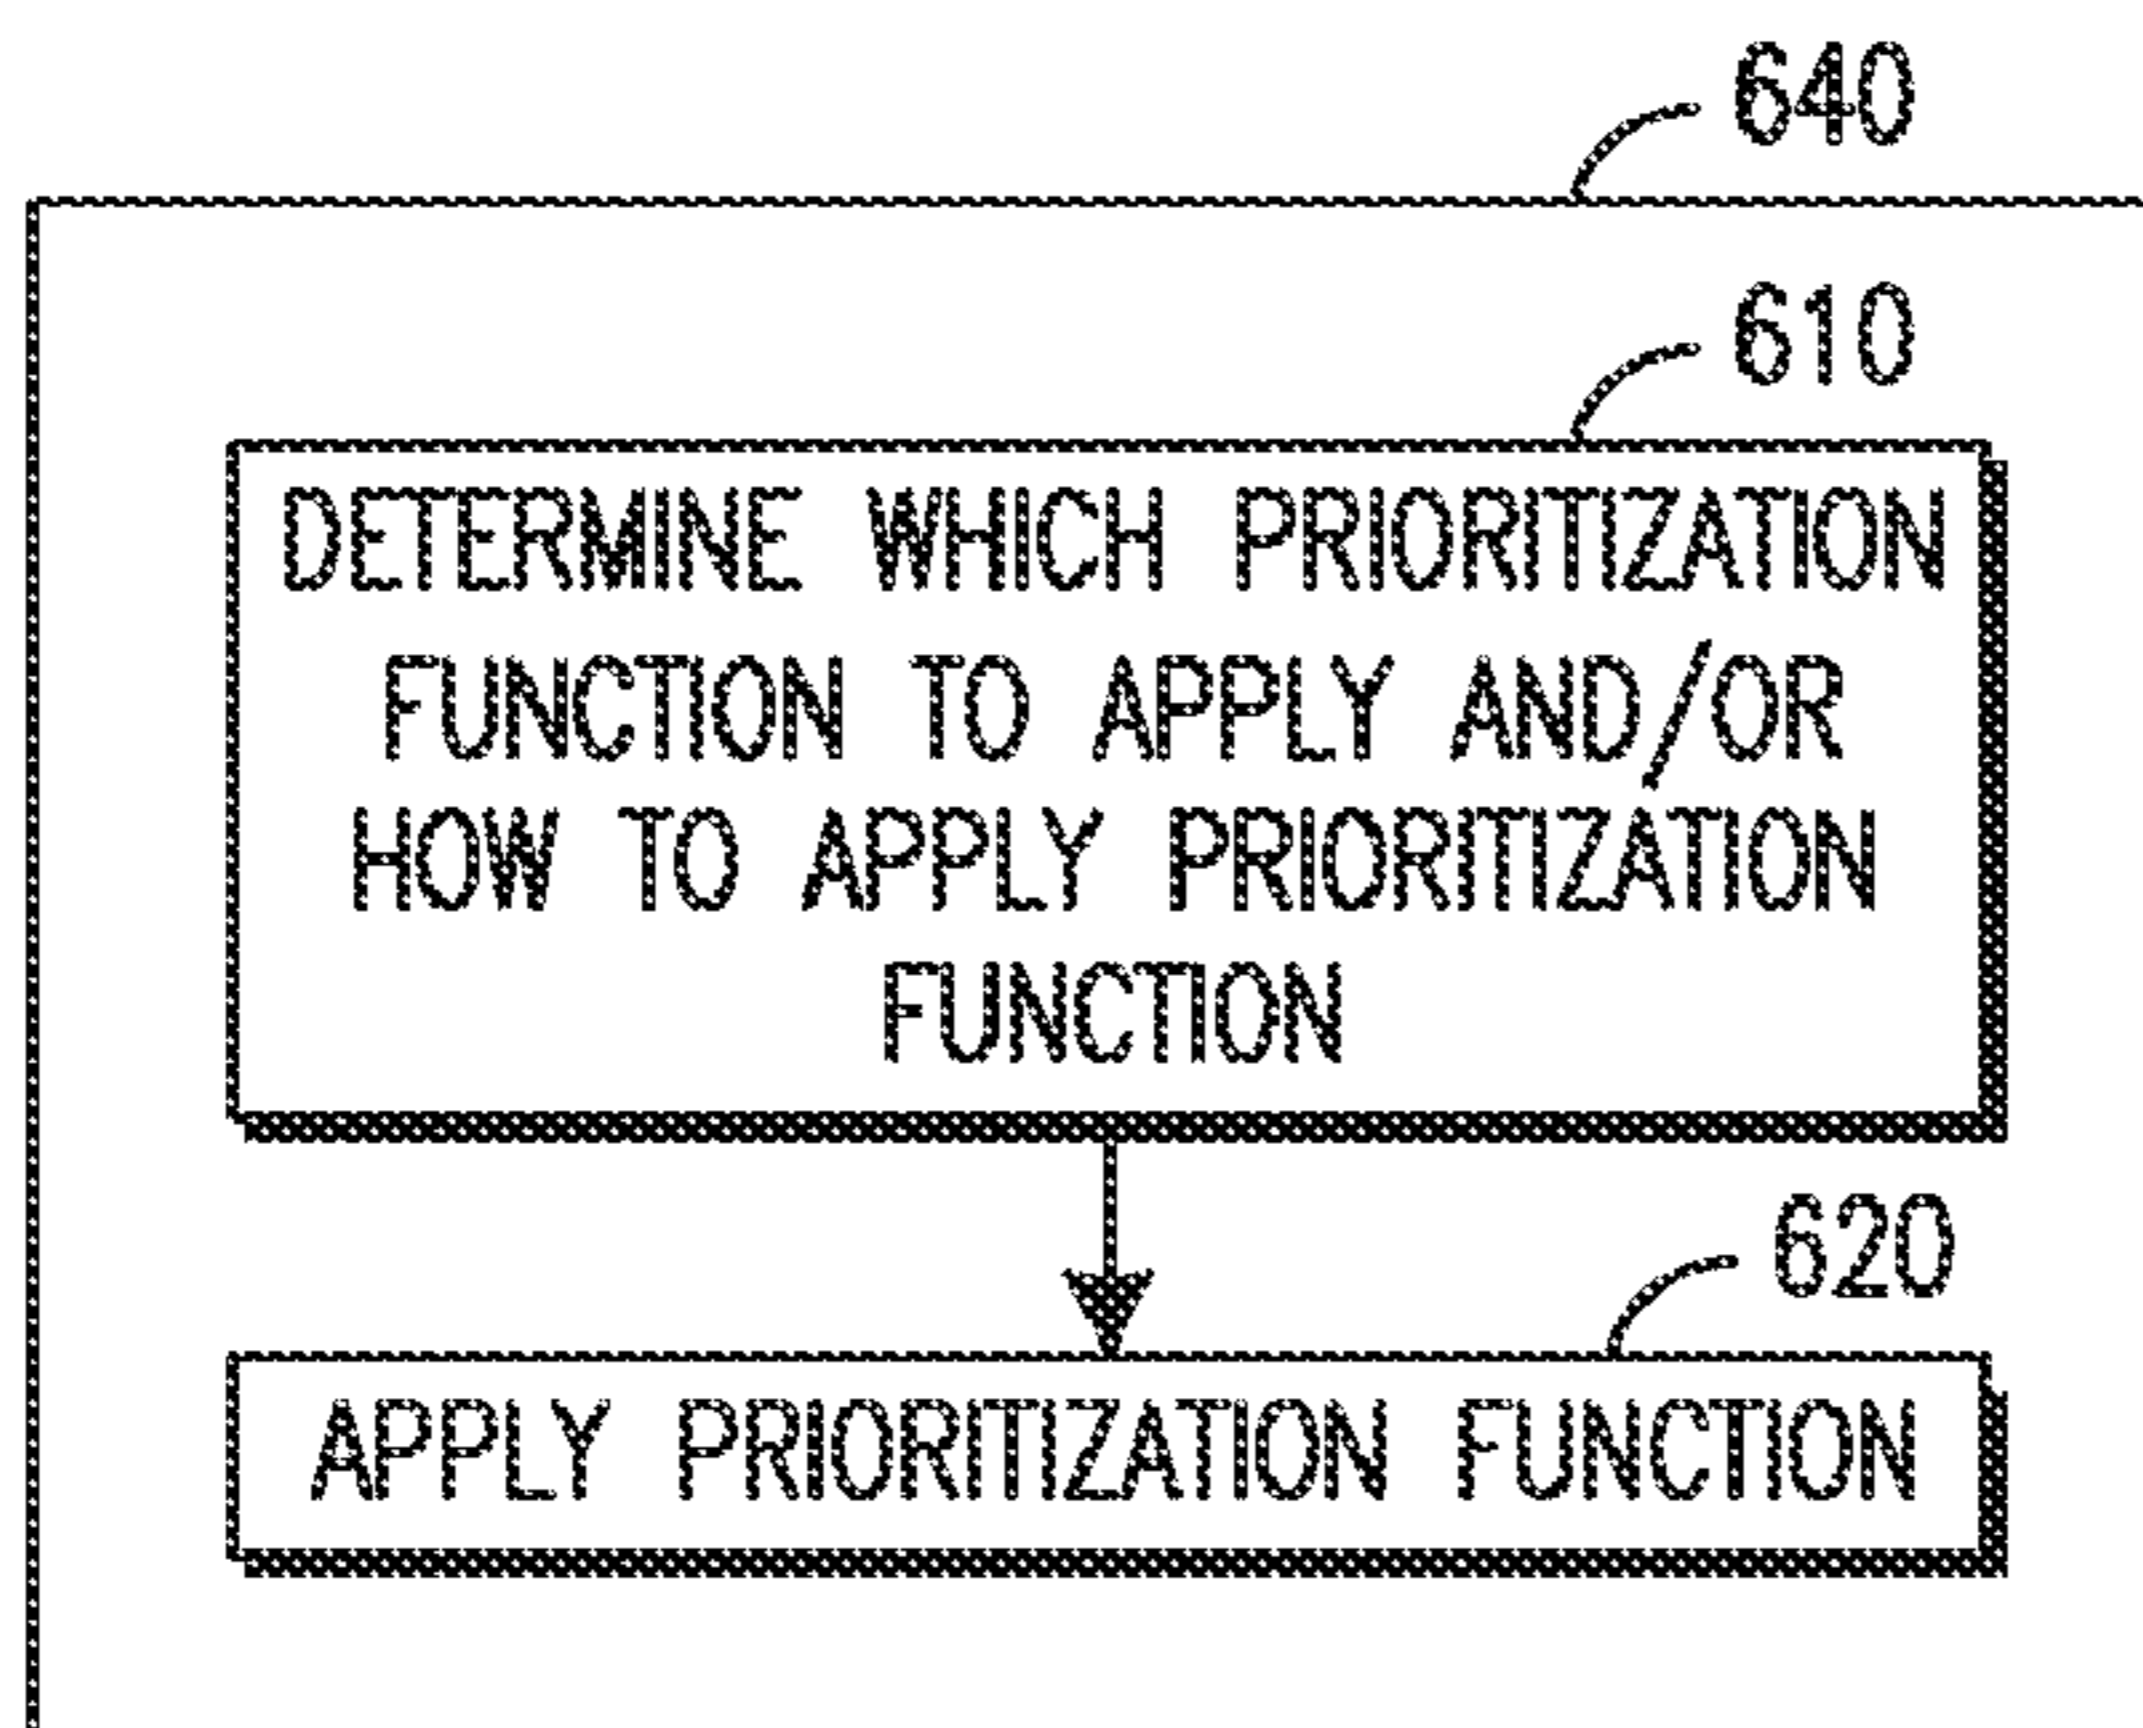 640
610
DETERMINE WHICH PRIORITIZATION
FUNCTION TO APPLY AND/OR
HOW TO APPLY PRIORITIZATION
FUNCTION
620
APPLY PRIORITIZATION FUNCTION